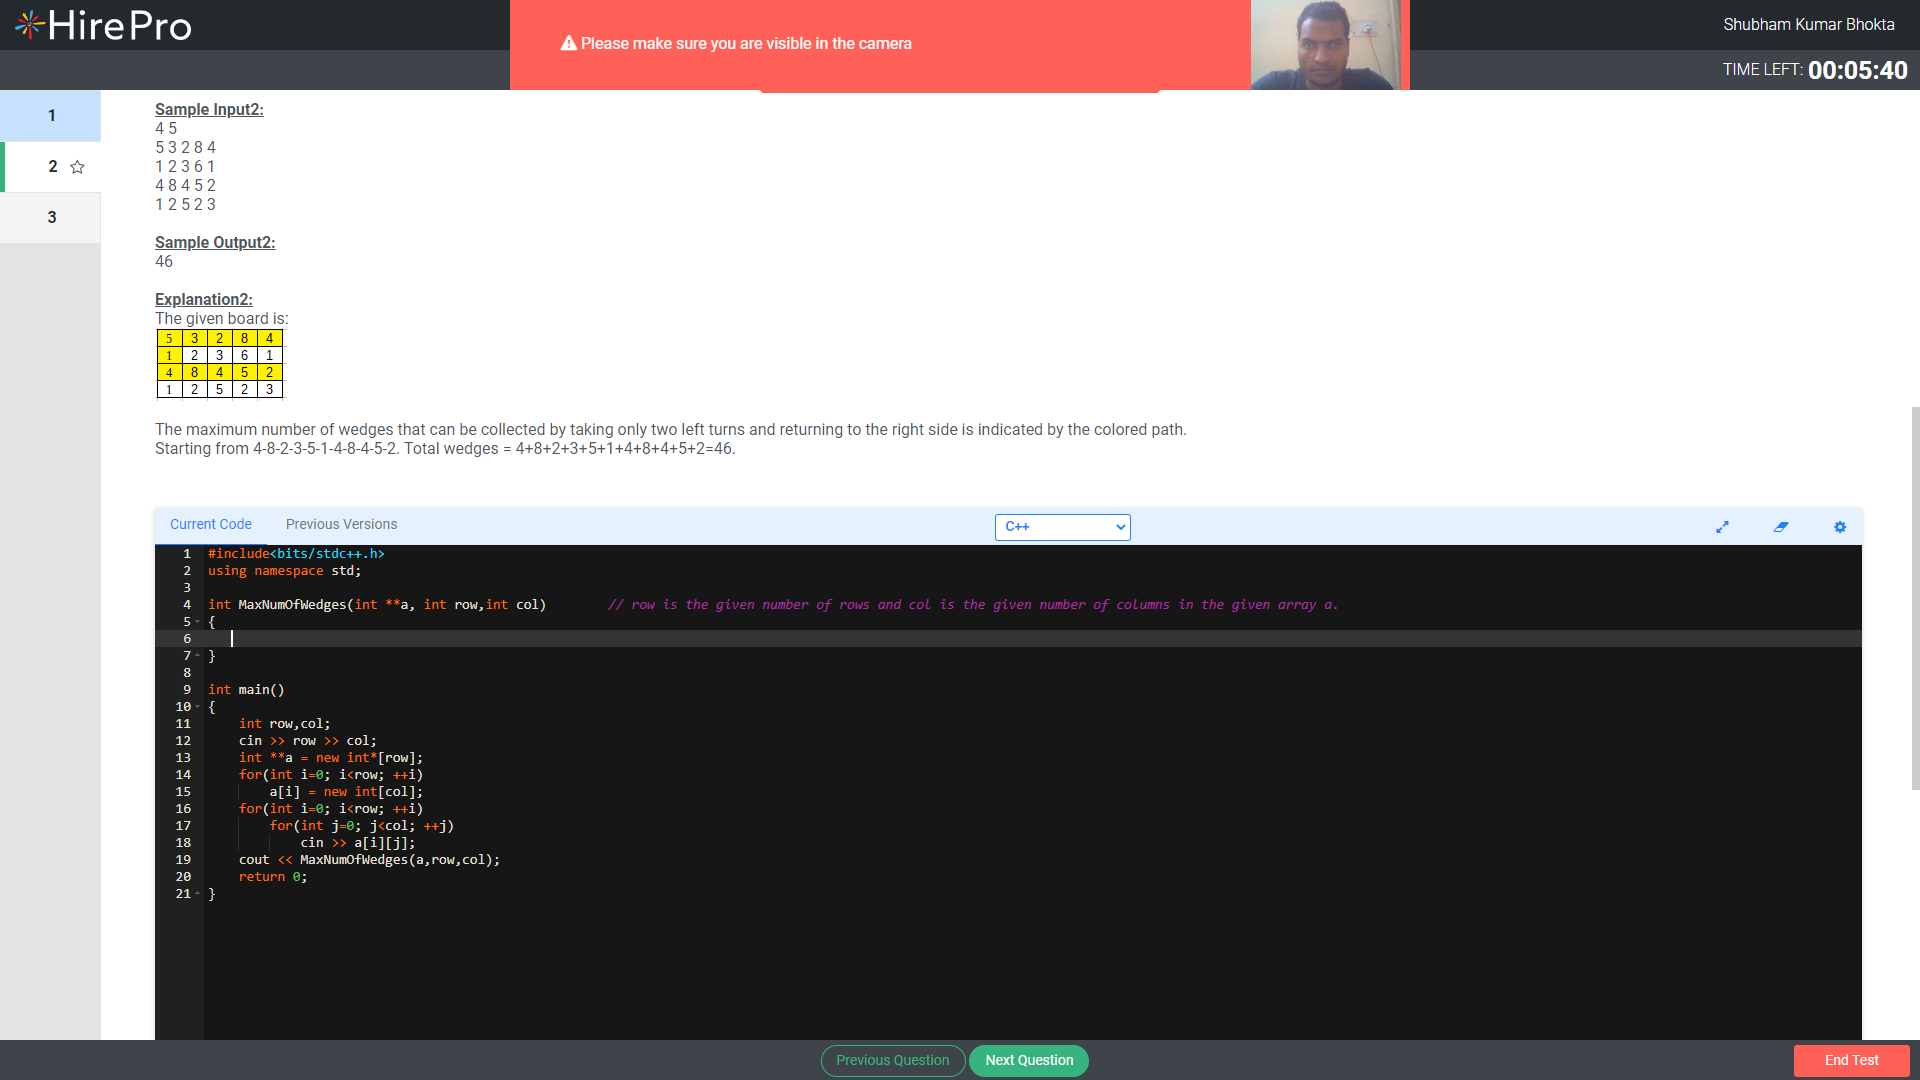 HirePro
Please make sure you are visible in the camera
Shubham Kumar Bhokta
TIME LEFT: 00:05:40
1
2
3
Sample Input2:
4 5
5 3 2 8 4
1 2 3 6 1
4 8 4 5 2
1 2 5 2 3
Sample Output2:
46
Explanation2:
The given board is:
5 3 2 8 4
1 2 3 6 1
4 8 4 5 2
1 2 5 2 3
The maximum number of wedges that can be collected by taking only two left turns and returning to the right side is indicated by the colored path.
Starting from 4-8-2-3-5-1-4-8-4-5-2. Total wedges = 4+8+2+3+5+1+4+8+4+5+2=46.
Current Code Previous Versions C++
1 #include<bits/stdc++.h>
2 using namespace std;
3
4 int MaxNumOfWedges(int **a, int row,int col) // row is the given number of rows and col is the given number of columns in the given array a.
5 {
6
7 }
8
9 int main()
10 {
11 int row,col;
12 cin >> row >> col;
13 int **a = new int*[row];
14 for(int i=0; i<row; ++i)
15 a[i] = new int[col];
16 for(int i=0; i<row; ++i)
17 for(int j=0; j<col; ++j)
18 cin >> a[i][j];
19 cout << MaxNumOfWedges(a,row,col);
20 return 0;
21 }
Previous Question Next Question End Test